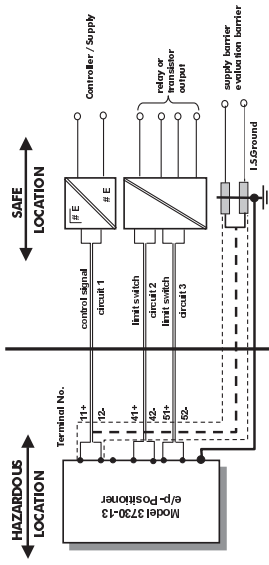 HAZARDOUS
LOCATION
SAFE
LOCATION
Model 3730-13
e/p-Positioner
Terminal No.
11+
12-
41+
42-
51+
52-
control signal
circuit 1
limit switch
circuit 2
limit switch
circuit 3
# E
# E
Controller / Supply
relay or
transistor
output
supply barrier
evaluation barrier
I.S.Ground